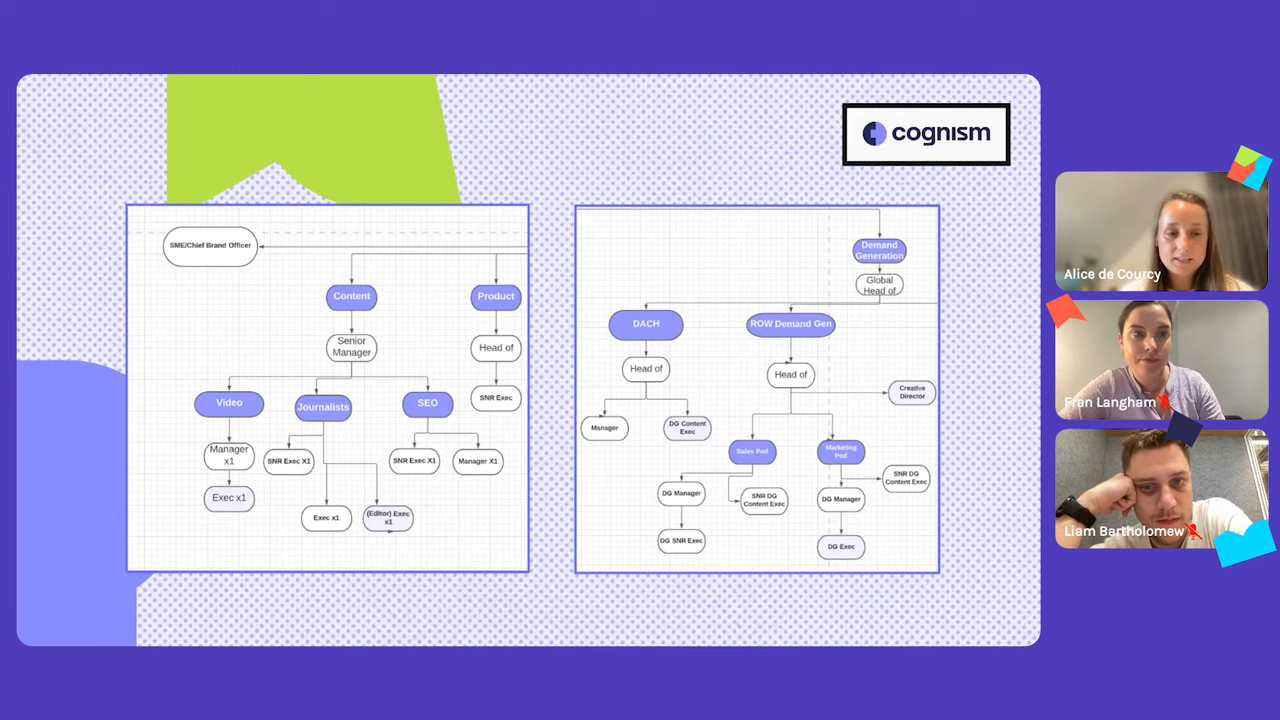 cognism
SME/Chief Brand Officer
Content
Product
Senior
Manager
Head of
Video
Journalists
SEO
SNR Exec
Manager
x1
SNR Exec X1
SNR Exec X1
Manager X1
Exec x1
Exec x1
(Editor) Exec
x1
Demand
Generation
Global
Head of
DACH
ROW Demand Gen
Head of
Head of
Creative
Director
Manager
DG Content
Exec
Sales Pod
Marketing
Pod
DG Manager
SNR DG
Content Exec
DG Manager
SNR DG
Content Exec
DG SNR Exec
DG Exec
Alice de Courcy
Fran Langham
Liam Bartholomew